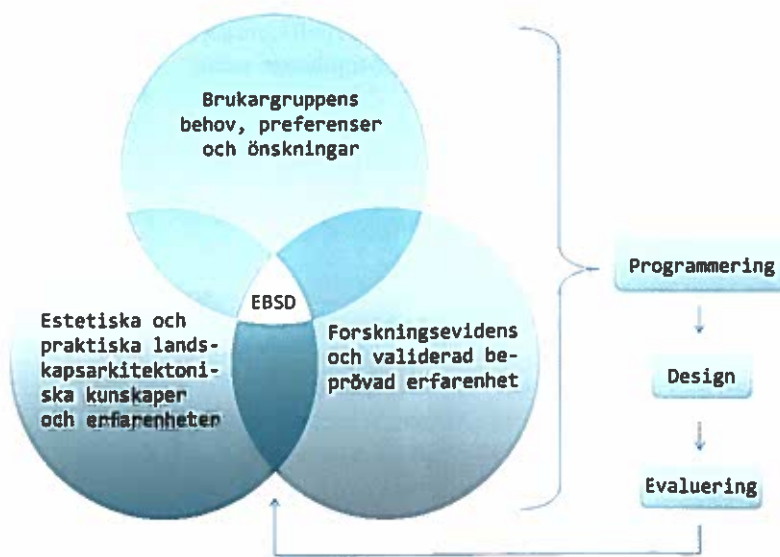 Brukargruppens
behov, preferenser
och önskningar
EBSD
Estetiska och
praktiska lands-
kapsarkitektoni-
ska kunskaper
och erfarenheter
Forskningsevidens
och validerad be-
prövad erfarenhet
Programmering
Design
Evaluering